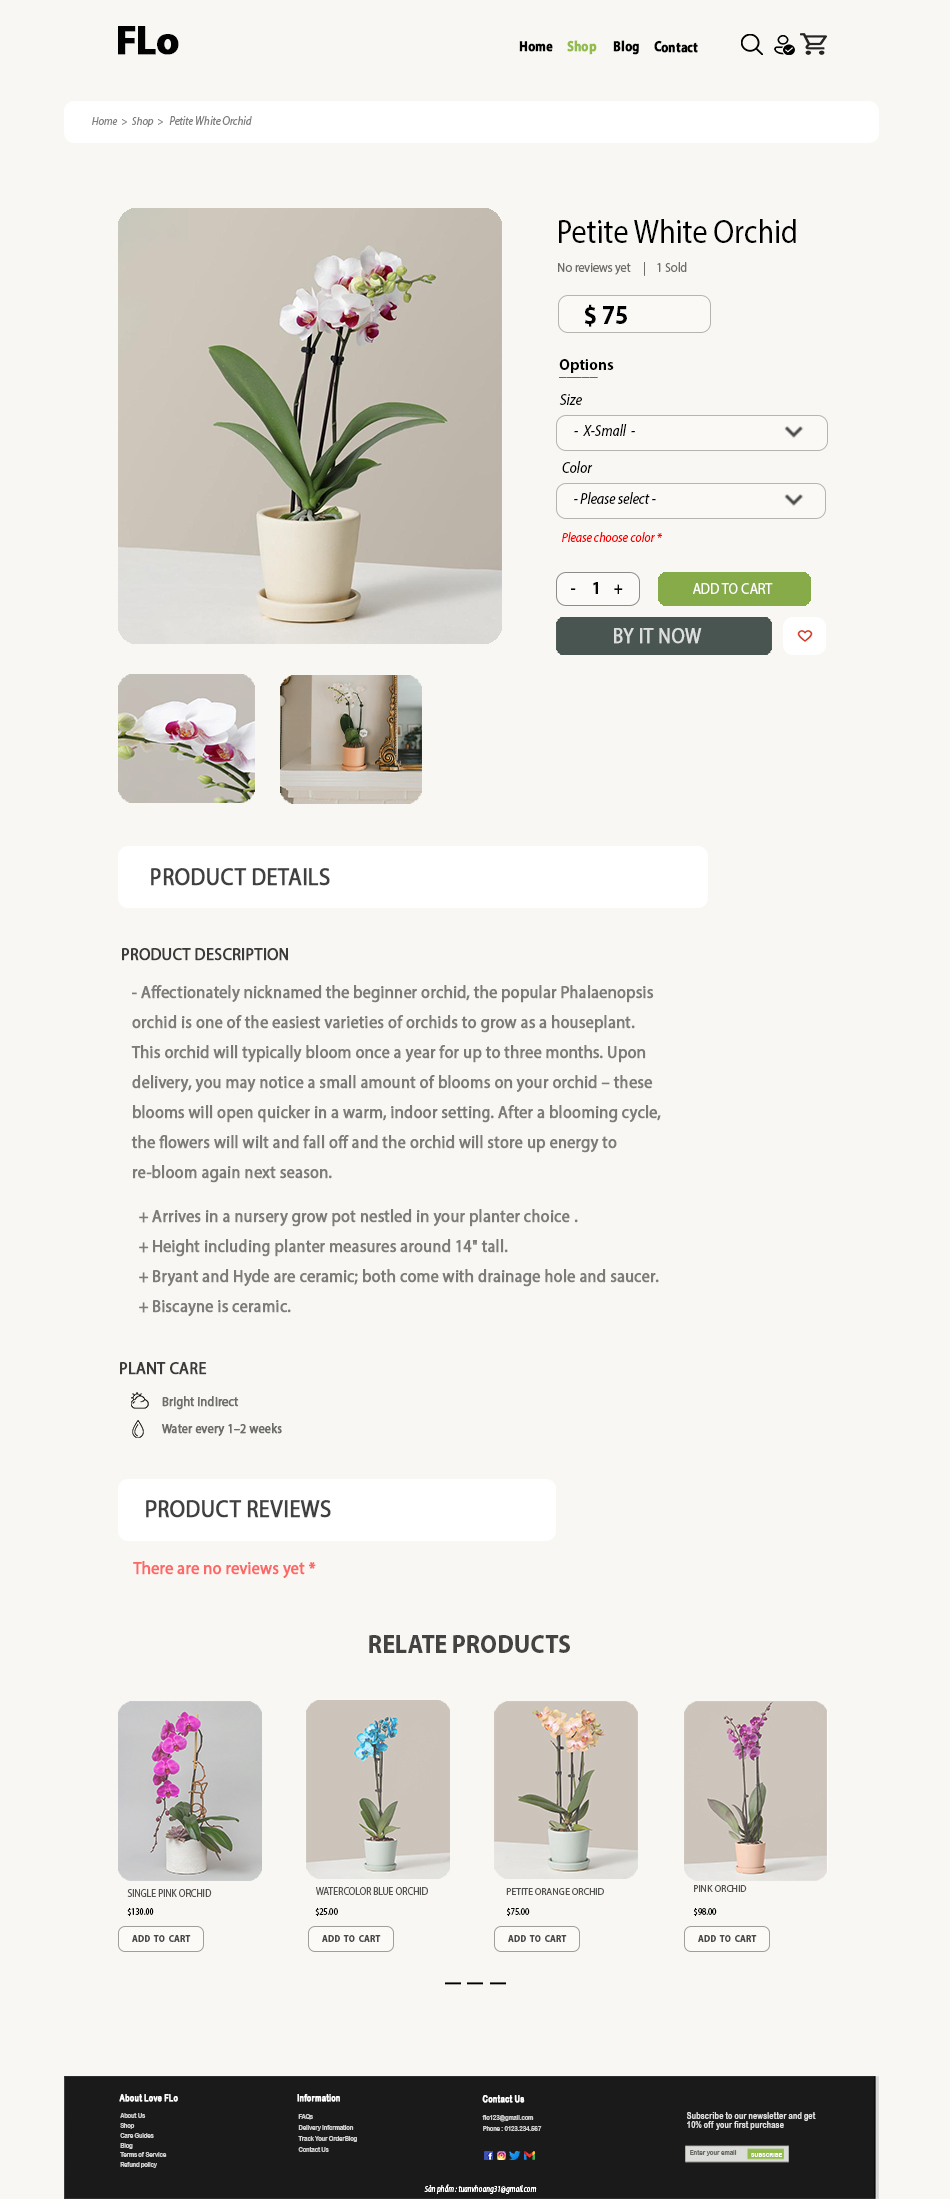 FLo
Home Shop Blog Contact
Home > Shop > Petite White Orchid
Petite White Orchid
No reviews yet | 1 Sold
$ 75
Options
Size
- X-Small -
Color
- Please select -
Please choose color *
- 1 + ADD TO CART
BY IT NOW
PRODUCT DETAILS
PRODUCT DESCRIPTION
- Affectionately nicknamed the beginner orchid, the popular Phalaenopsis
orchid is one of the easiest varieties of orchids to grow as a houseplant.
This orchid will typically bloom once a year for up to three months. Upon
delivery, you may notice a small amount of blooms on your orchid – these
blooms will open quicker in a warm, indoor setting. After a blooming cycle,
the flowers will wilt and fall off and the orchid will store up energy to
re-bloom again next season.
+ Arrives in a nursery grow pot nestled in your planter choice .
+ Height including planter measures around 14" tall.
+ Bryant and Hyde are ceramic; both come with drainage hole and saucer.
+ Biscayne is ceramic.
PLANT CARE
Bright indirect
Water every 1–2 weeks
PRODUCT REVIEWS
There are no reviews yet *
RELATE PRODUCTS
SINGLE PINK ORCHID
$130.00
ADD TO CART
WATERCOLOR BLUE ORCHID
$25.00
ADD TO CART
PETITE ORANGE ORCHID
$75.00
ADD TO CART
PINK ORCHID
$98.00
ADD TO CART
About Love FLo
About Us
Shop
Care Guides
Blog
Terms of Service
Refund policy
Information
FAQs
Delivery Information
Track Your OrderBlog
Contact Us
Contact Us
flo123@gmail.com
Phone : 0123.234.567
Subcribe to our newsletter and get
10% off your first purchase
Enter your email SUBSCRIBE
Sản phẩm : tuanvhoang31@gmail.com